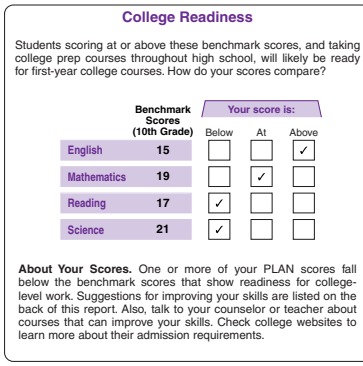 College Readiness
Students scoring at or above these benchmark scores, and taking
college prep courses throughout high school, will likely be ready
for first-year college courses. How do your scores compare?
Benchmark
Scores
(10th Grade)
Your score is:
Below At Above
English 15 ✓
Mathematics 19 ✓
Reading 17 ✓
Science 21 ✓
About Your Scores. One or more of your PLAN scores fall
below the benchmark scores that show readiness for college-
level work. Suggestions for improving your skills are listed on the
back of this report. Also, talk to your counselor or teacher about
courses that can improve your skills. Check college websites to
learn more about their admission requirements.